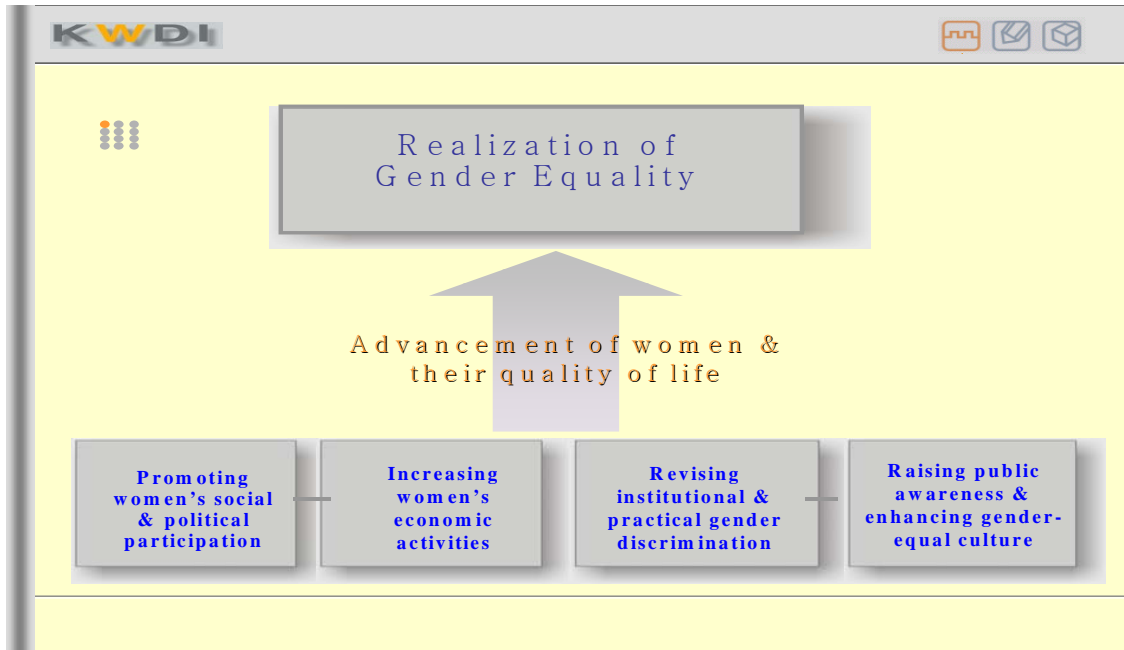 KWDI
Realization of
Gender Equality
Advancement of women &
their quality of life
Promoting
women's social
& political
participation
Increasing
women's
economic
activities
Revising
institutional &
practical gender
discrimination
Raising public
awareness &
enhancing gender-
equal culture